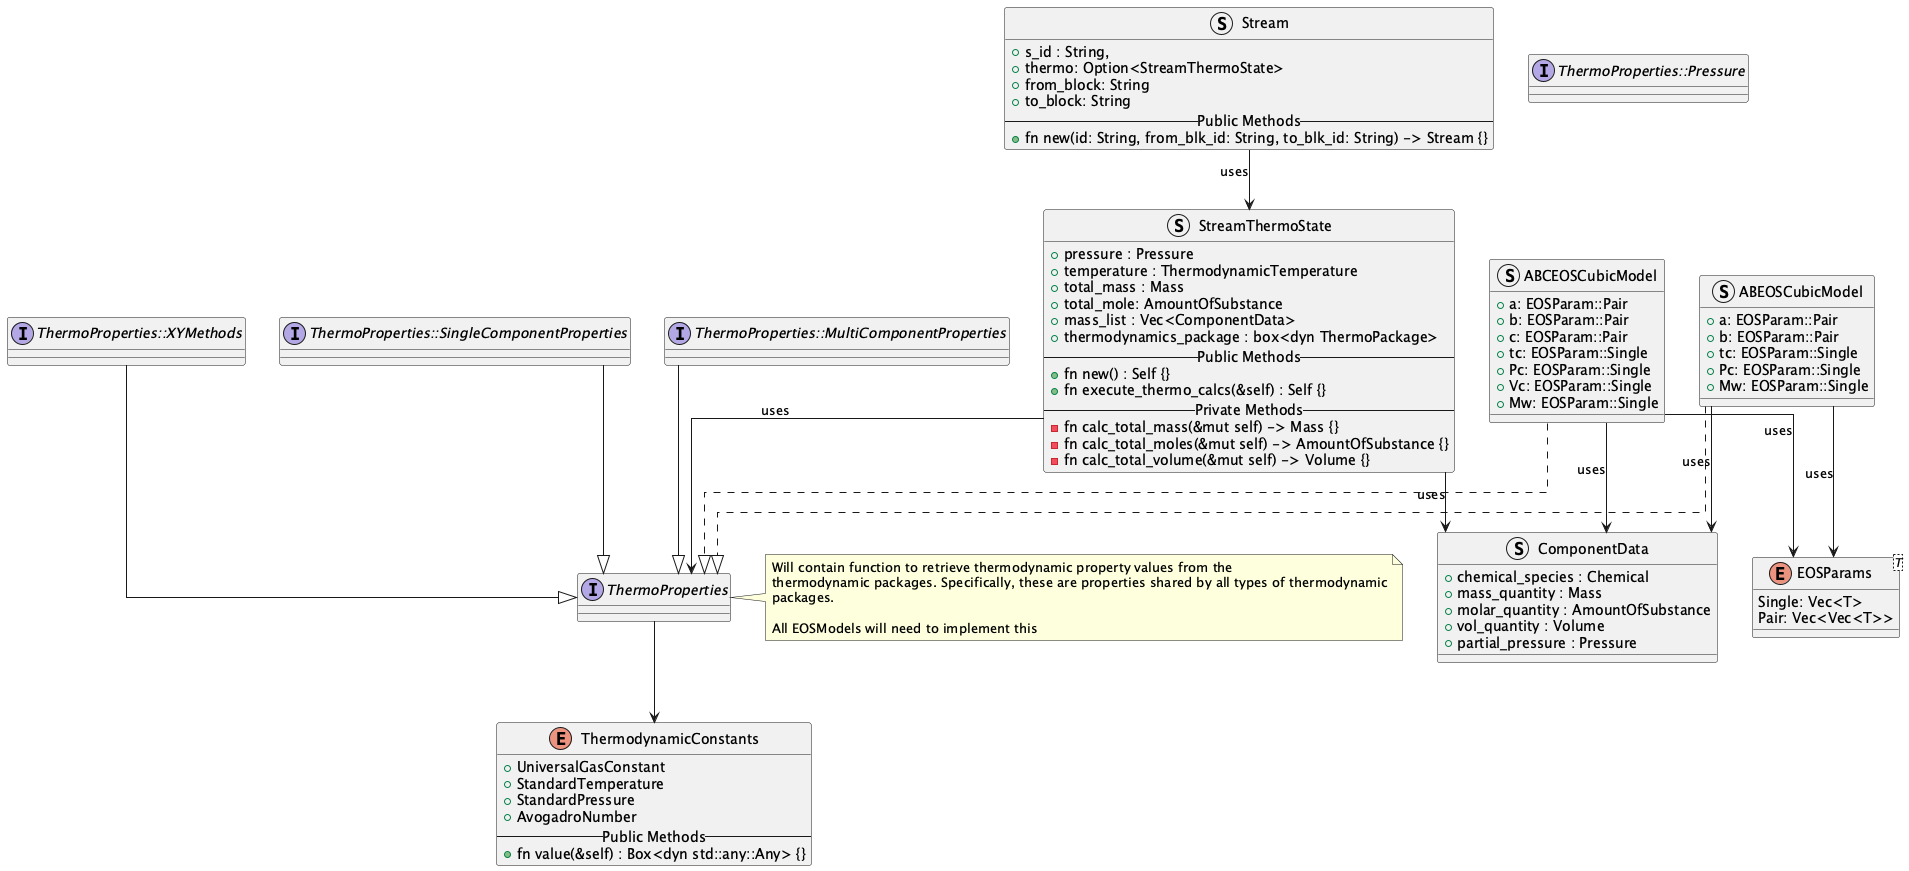 S Stream
s_id : String,
thermo: Option<StreamThermoState>
from_block: String
to_block: String
Public Methods
fn new(id: String, from_blk_id: String, to_blk_id: String) -> Stream {}
I ThermoProperties::Pressure
uses
S StreamThermoState
pressure : Pressure
temperature : ThermodynamicTemperature
total_mass : Mass
total_mole: AmountOfSubstance
mass_list : Vec<ComponentData>
thermodynamics_package : box<dyn ThermoPackage>
Public Methods
fn new() : Self {}
fn execute_thermo_calcs(&self) : Self {}
Private Methods
fn calc_total_mass(&mut self) -> Mass {}
fn calc_total_moles(&mut self) -> AmountOfSubstance {}
fn calc_total_volume(&mut self) -> Volume {}
S ABCEOSCubicModel
a: EOSParam::Pair
b: EOSParam::Pair
c: EOSParam::Pair
tc: EOSParam::Single
Pc: EOSParam::Single
Vc: EOSParam::Single
Mw: EOSParam::Single
S ABEOSCubicModel
a: EOSParam::Pair
b: EOSParam::Pair
tc: EOSParam::Single
Pc: EOSParam::Single
Mw: EOSParam::Single
I ThermoProperties::XYMethods
I ThermoProperties::SingleComponentProperties
I ThermoProperties::MultiComponentProperties
uses
uses
uses
uses
uses
uses
I ThermoProperties
Will contain function to retrieve thermodynamic property values from the
thermodynamic packages. Specifically, these are properties shared by all types of thermodynamic
packages.
All EOSModels will need to implement this
S ComponentData
chemical_species : Chemical
mass_quantity : Mass
molar_quantity : AmountOfSubstance
vol_quantity : Volume
partial_pressure : Pressure
E EOSParams
T
Single: Vec<T>
Pair: Vec<Vec<T>>
E ThermodynamicConstants
UniversalGasConstant
StandardTemperature
StandardPressure
AvogadroNumber
Public Methods
fn value(&self) : Box<dyn std::any::Any> {}